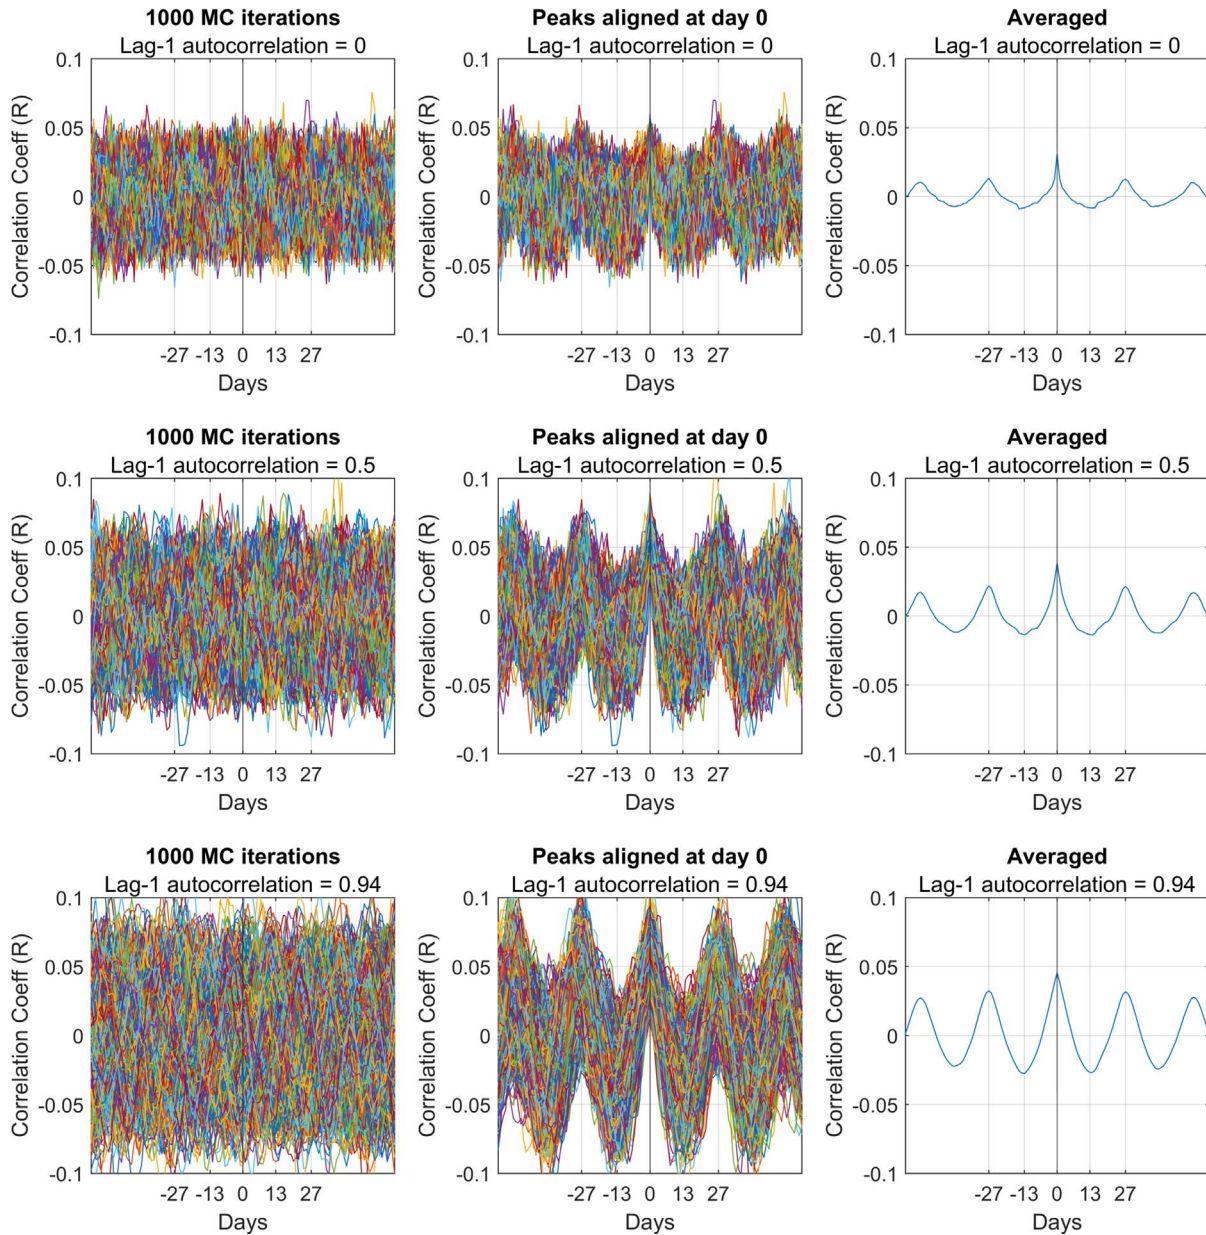 1000 MC iterations
Lag-1 autocorrelation = 0
0.1
0.05
0
-0.05
-0.1
Correlation Coeff (R)
-27 -13 0 13 27
Days
Peaks aligned at day 0
Lag-1 autocorrelation = 0
0.1
0.05
0
-0.05
-0.1
Correlation Coeff (R)
-27 -13 0 13 27
Days
Averaged
Lag-1 autocorrelation = 0
0.1
0.05
0
-0.05
-0.1
Correlation Coeff (R)
-27 -13 0 13 27
Days
1000 MC iterations
Lag-1 autocorrelation = 0.5
0.1
0.05
0
-0.05
-0.1
Correlation Coeff (R)
-27 -13 0 13 27
Days
Peaks aligned at day 0
Lag-1 autocorrelation = 0.5
0.1
0.05
0
-0.05
-0.1
Correlation Coeff (R)
-27 -13 0 13 27
Days
Averaged
Lag-1 autocorrelation = 0.5
0.1
0.05
0
-0.05
-0.1
Correlation Coeff (R)
-27 -13 0 13 27
Days
1000 MC iterations
Lag-1 autocorrelation = 0.94
0.1
0.05
0
-0.05
-0.1
Correlation Coeff (R)
-27 -13 0 13 27
Days
Peaks aligned at day 0
Lag-1 autocorrelation = 0.94
0.1
0.05
0
-0.05
-0.1
Correlation Coeff (R)
-27 -13 0 13 27
Days
Averaged
Lag-1 autocorrelation = 0.94
0.1
0.05
0
-0.05
-0.1
Correlation Coeff (R)
-27 -13 0 13 27
Days